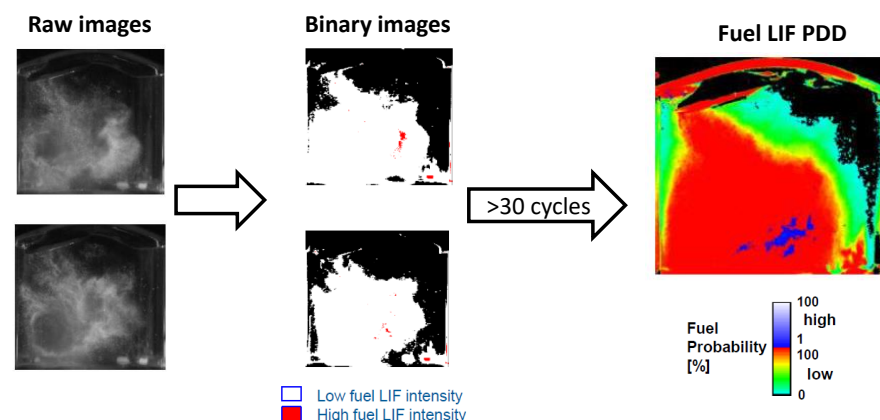 Raw images
Binary images
Fuel LIF PDD
>30 cycles
Low fuel LIF intensity
High fuel LIF intensity
Fuel
Probability
[%]
100
high
1
100
low
0